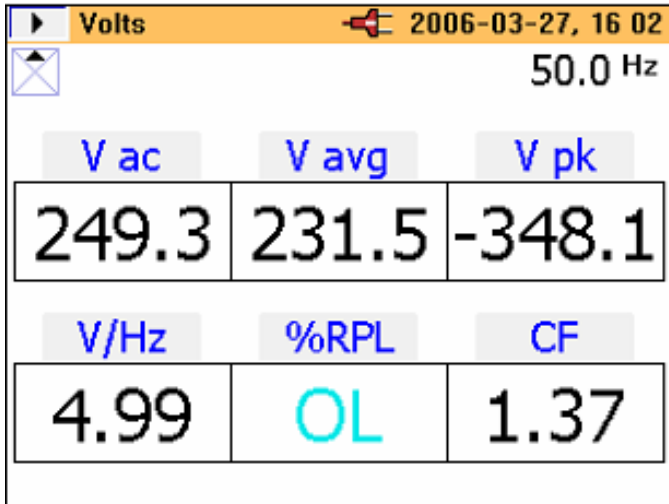 Volts 2006-03-27, 16 02
50.0 Hz
V ac V avg V pk
249.3 231.5 -348.1
V/Hz %RPL CF
4.99 OL 1.37